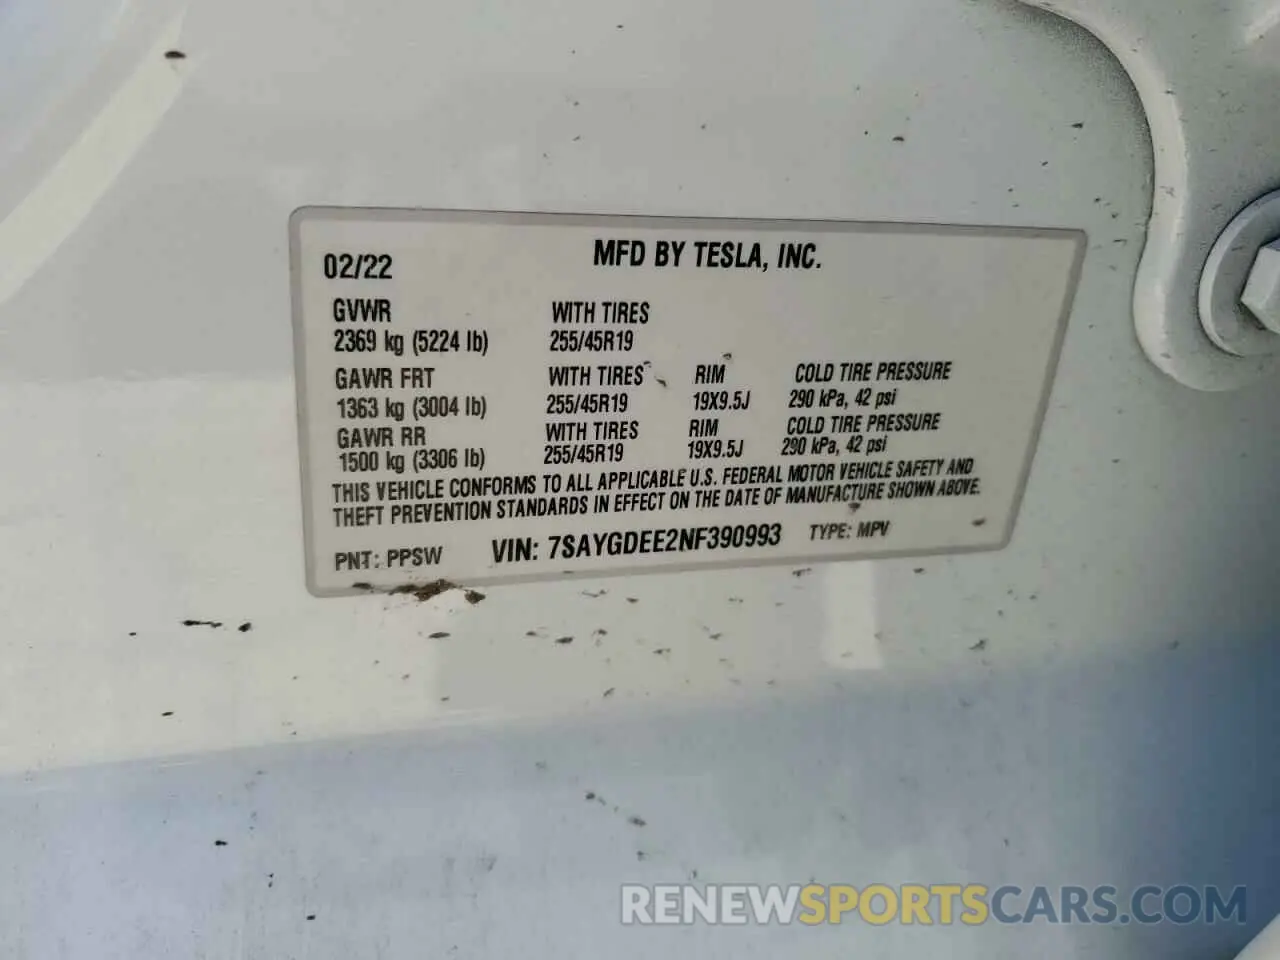 MFD BY TESLA, INC.
02/22
GVWR WITH TIRES
2369 kg (5224 lb) 255/45R19
GAWR FRT WITH TIRES RIM COLD TIRE PRESSURE
1363 kg (3004 lb) 255/45R19 19X9.5J 290 kPa, 42 psi
GAWR RR WITH TIRES RIM COLD TIRE PRESSURE
1500 kg (3306 lb) 255/45R19 19X9.5J 290 kPa, 42 psi
THIS VEHICLE CONFORMS TO ALL APPLICABLE U.S. FEDERAL MOTOR VEHICLE SAFETY AND
THEFT PREVENTION STANDARDS IN EFFECT ON THE DATE OF MANUFACTURE SHOWN ABOVE.
PNT: PPSW VIN: 7SAYGDEE2NF390993 TYPE: MPV
RENEWSPORTSCARS.COM